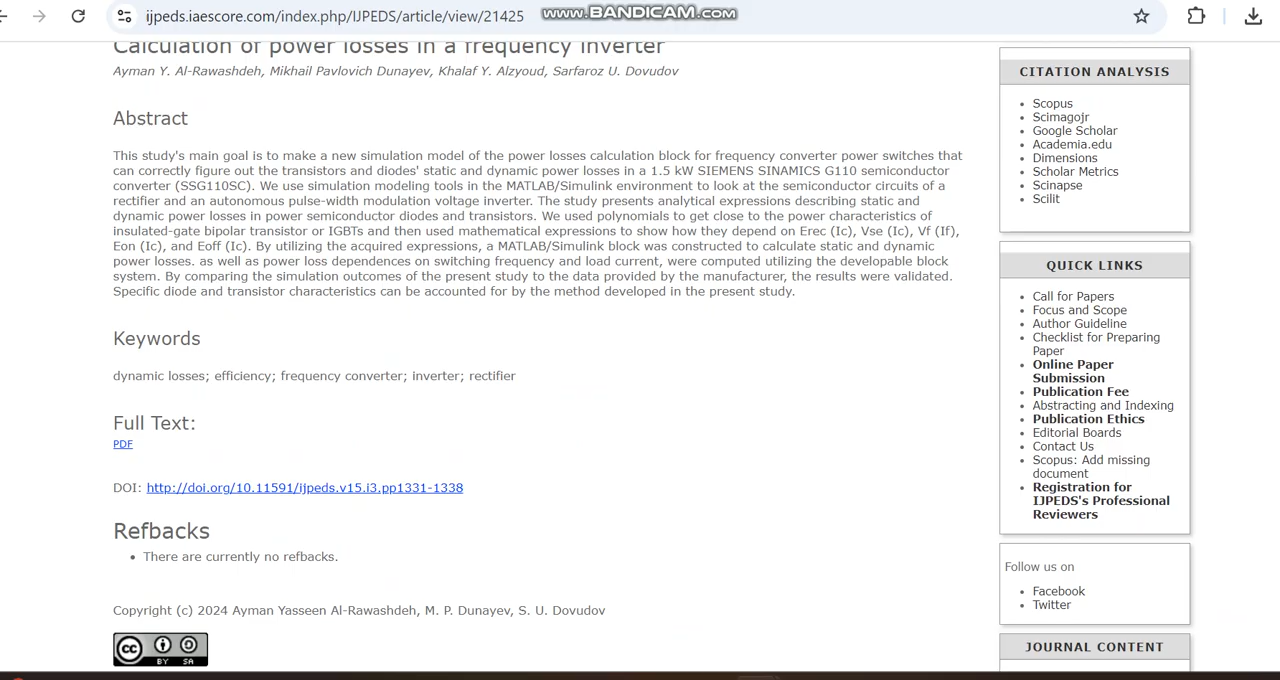 ijpeds.iaescore.com/index.php/IJPEDS/article/view/21425
www.BANDICAM.com
Calculation of power losses in a frequency inverter
Ayman Y. Al-Rawashdeh, Mikhail Pavlovich Dunayev, Khalaf Y. Alzyoud, Sarfaroz U. Dovudov
Abstract
This study's main goal is to make a new simulation model of the power losses calculation block for frequency converter power switches that
can correctly figure out the transistors and diodes' static and dynamic power losses in a 1.5 kW SIEMENS SINAMICS G110 semiconductor
converter (SSG110SC). We use simulation modeling tools in the MATLAB/Simulink environment to look at the semiconductor circuits of a
rectifier and an autonomous pulse-width modulation voltage inverter. The study presents analytical expressions describing static and
dynamic power losses in power semiconductor diodes and transistors. We used polynomials to get close to the power characteristics of
insulated-gate bipolar transistor or IGBTs and then used mathematical expressions to show how they depend on Erec (Ic), Vse (Ic), Vf (If),
Eon (Ic), and Eoff (Ic). By utilizing the acquired expressions, a MATLAB/Simulink block was constructed to calculate static and dynamic
power losses. as well as power loss dependences on switching frequency and load current, were computed utilizing the developable block
system. By comparing the simulation outcomes of the present study to the data provided by the manufacturer, the results were validated.
Specific diode and transistor characteristics can be accounted for by the method developed in the present study.
Keywords
dynamic losses; efficiency; frequency converter; inverter; rectifier
Full Text:
PDF
DOI: http://doi.org/10.11591/ijpeds.v15.i3.pp1331-1338
Refbacks
There are currently no refbacks.
Copyright (c) 2024 Ayman Yasseen Al-Rawashdeh, M. P. Dunayev, S. U. Dovudov
cc BY SA
CITATION ANALYSIS
Scopus
Scimagojr
Google Scholar
Academia.edu
Dimensions
Scholar Metrics
Scinapse
Scilit
QUICK LINKS
Call for Papers
Focus and Scope
Author Guideline
Checklist for Preparing
Paper
Online Paper
Submission
Publication Fee
Abstracting and Indexing
Publication Ethics
Editorial Boards
Contact Us
Scopus: Add missing
document
Registration for
IJPEDS's Professional
Reviewers
Follow us on
Facebook
Twitter
JOURNAL CONTENT